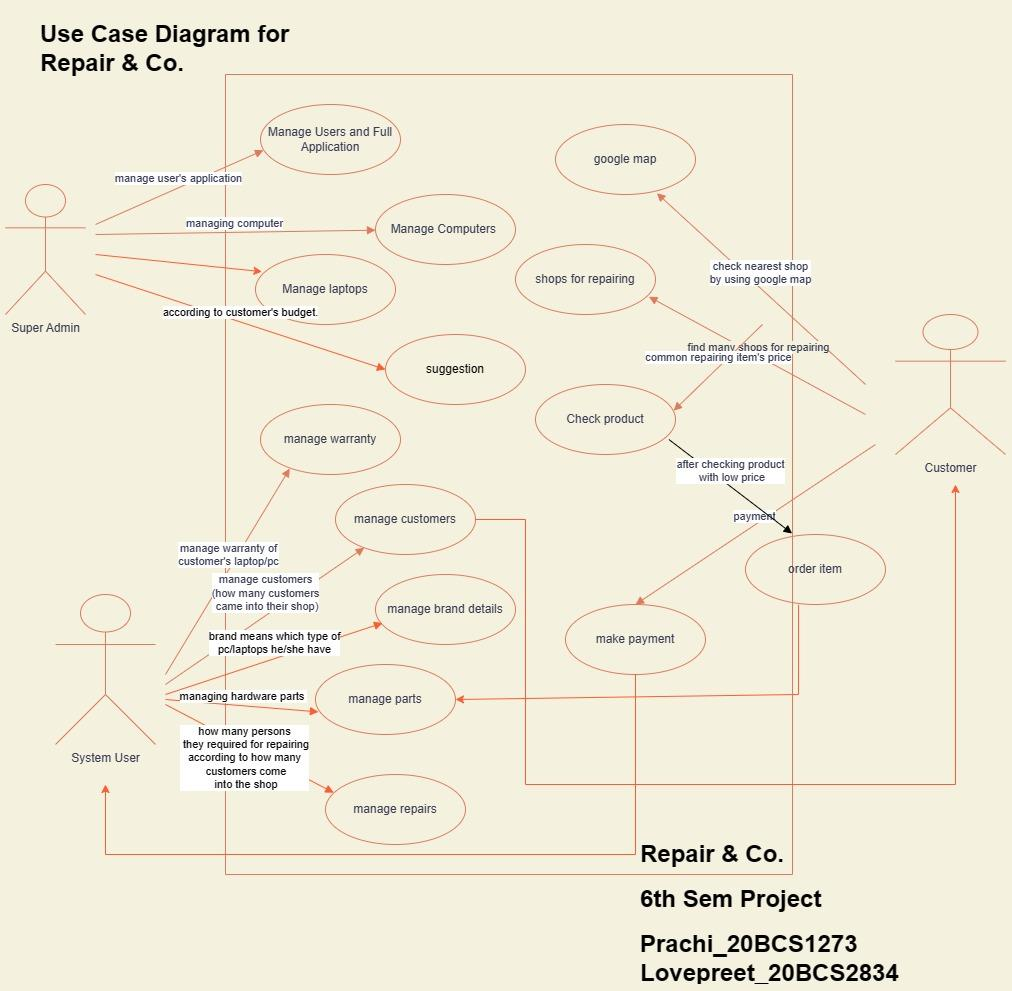 Use Case Diagram for
Repair & Co.
Manage Users and Full
Application
google map
manage user's application
managing computer
Manage Computers
check nearest shop
by using google map
shops for repairing
Manage laptops
according to customer's budget.
Super Admin
find many shops for repairing
common repairing item's price
suggestion
Check product
manage warranty
Customer
after checking product
with low price
payment
manage customers
manage warranty of
customer's laptop/pc
order item
manage customers
(how many customers
came into their shop)
manage brand details
brand means which type of
pc/laptops he/she have
make payment
managing hardware parts
manage parts
how many persons
they required for repairing
according to how many
customers come
into the shop
System User
manage repairs
Repair & Co.
6th Sem Project
Prachi_20BCS1273
Lovepreet_20BCS2834